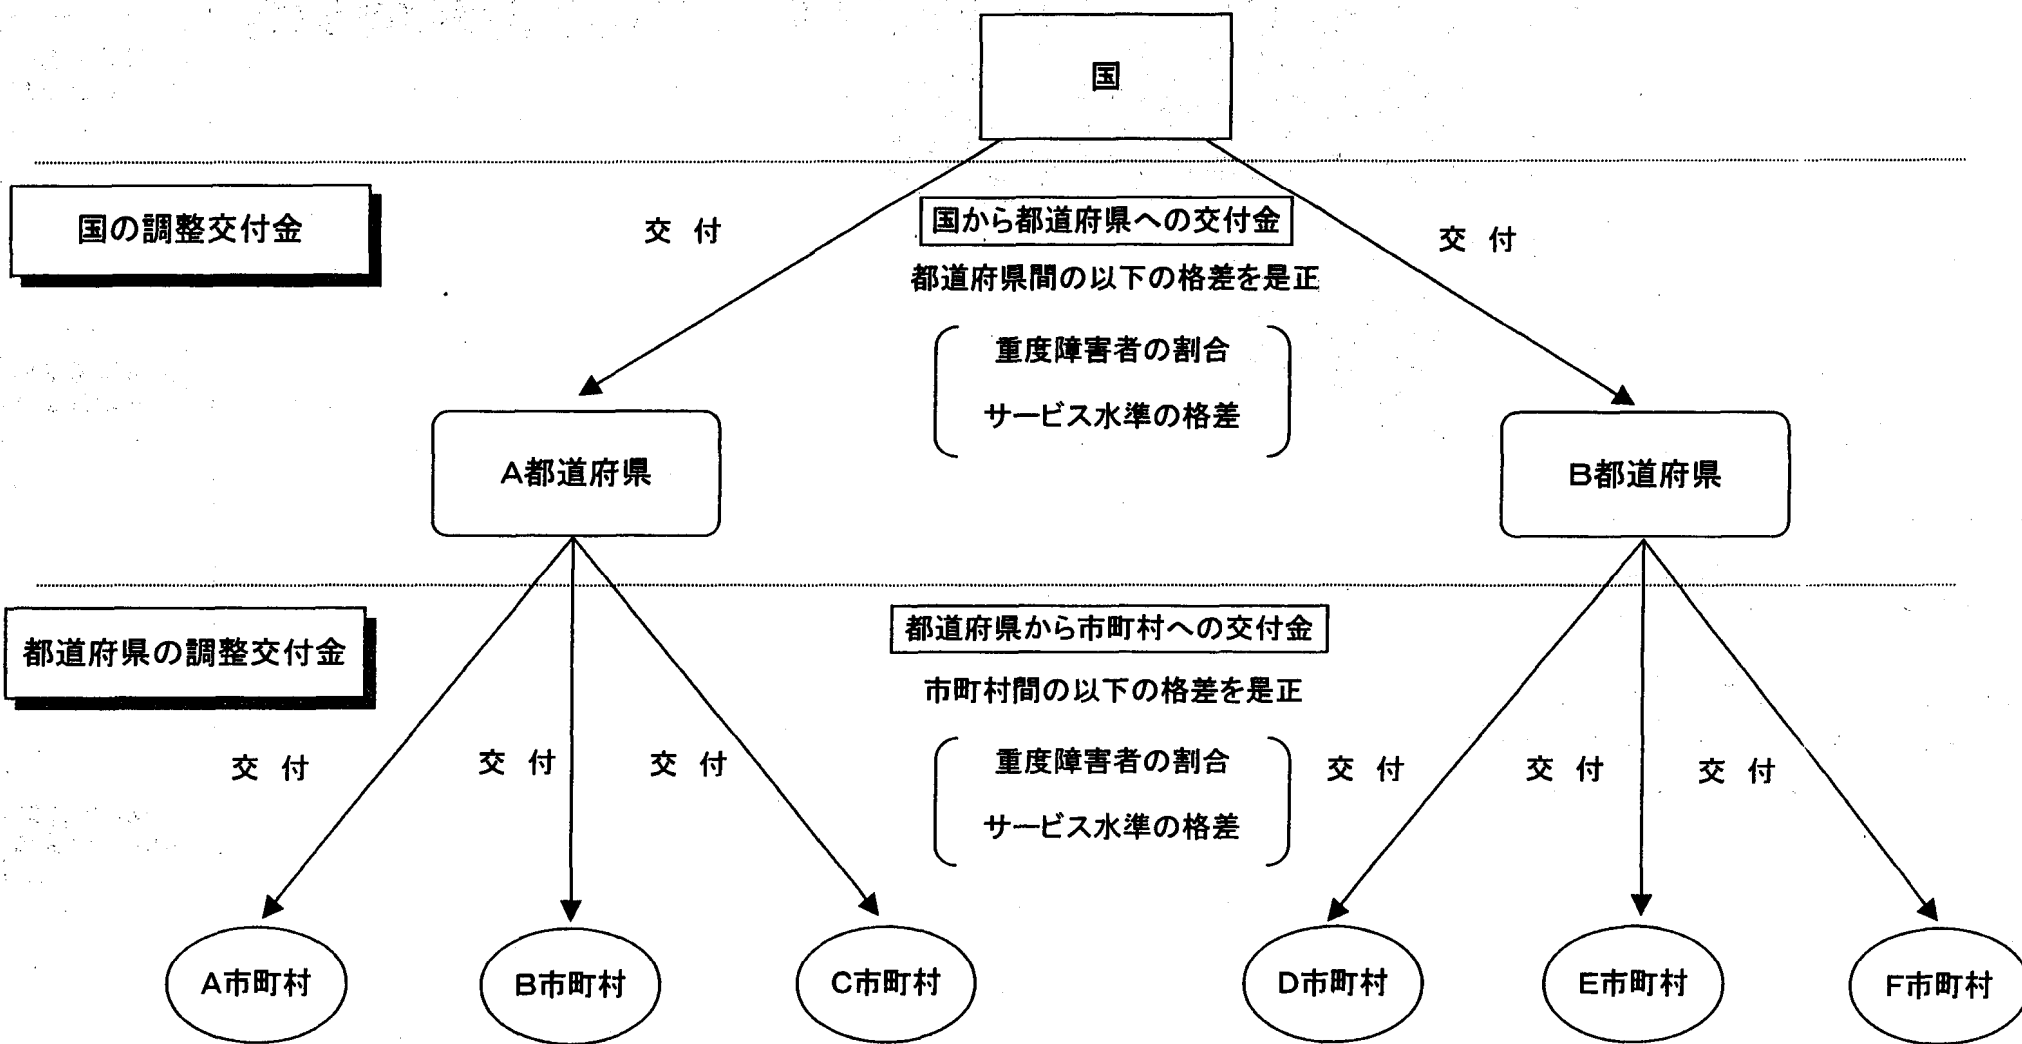 国
国の調整交付金
交 付
国から都道府県への交付金
交 付
都道府県間の以下の格差を是正
重度障害者の割合
サービス水準の格差
A都道府県
B都道府県
都道府県の調整交付金
都道府県から市町村への交付金
市町村間の以下の格差を是正
交 付
交 付
交 付
重度障害者の割合
サービス水準の格差
交 付
交 付
交 付
A市町村
B市町村
C市町村
D市町村
E市町村
F市町村